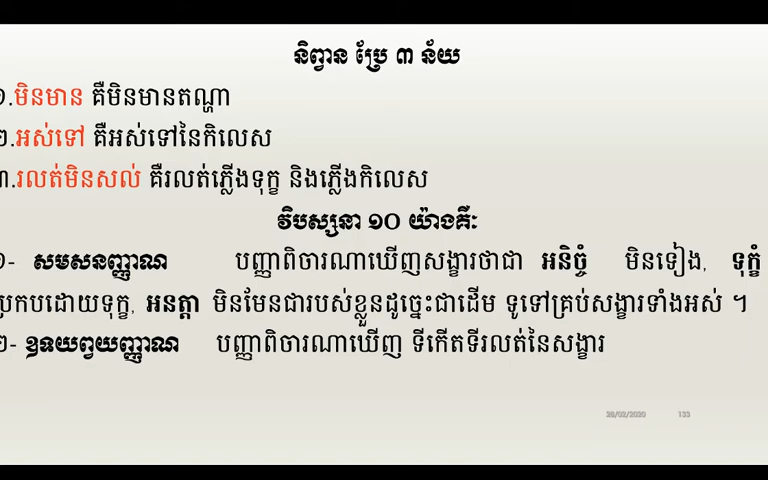 និព្វាន ប្រែ ៣ ន័យ
១.មិនមាន គឺមិនមានតណ្ហា
២.អស់ទៅ គឺអស់ទៅនៃកិលេស
៣.រលត់មិនសល់ គឺរលត់ភ្លើងទុក្ខ និងភ្លើងកិលេស
វិបស្សនា ១០ យ៉ាងគឺៈ
១- សមសនញ្ញាណ បញ្ញាពិចារណាឃើញសង្ខារថាជា អនិច្ចំ មិនទៀង, ទុក្ខំ
ប្រកបដោយទុក្ខ, អនត្តា មិនមែនជារបស់ខ្លួនដូច្នេះជាដើម ទូទៅគ្រប់សង្ខារទាំងអស់ ។
២- ឧទយព្វយញ្ញាណ បញ្ញាពិចារណាឃើញ ទីកើតទីរលត់នៃសង្ខារ
28/02/2020 133